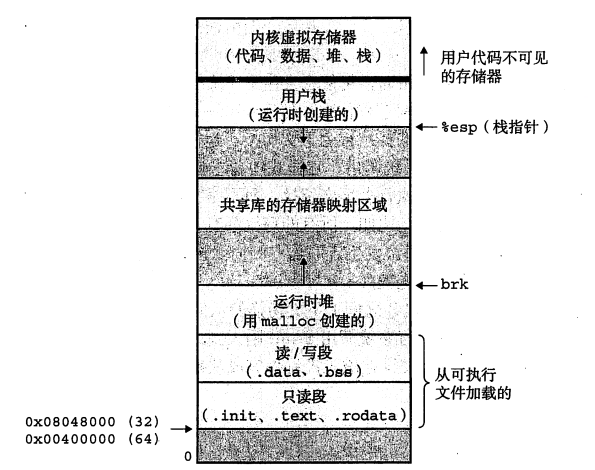 内核虚拟存储器
(代码、数据、堆、栈)
用户代码不可见
的存储器
用户栈
(运行时创建的)
%esp(栈指针)
共享库的存储器映射区域
brk
运行时堆
(用 malloc 创建的)
读/写段
(.data、.bss)
从可执行
文件加载的
只读段
(.init、.text、.rodata)
0x08048000 (32)
0x00400000 (64)
0